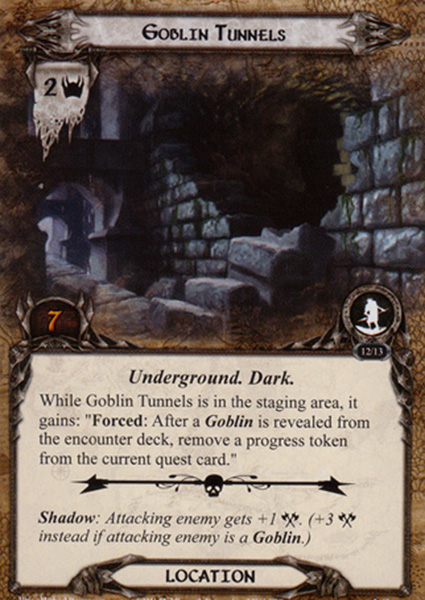 GOBLIN TUNNELS
2
7
12/13
Underground. Dark.
While Goblin Tunnels is in the staging area, it
gains: "Forced: After a Goblin is revealed from
the encounter deck, remove a progress token
from the current quest card."
Shadow: Attacking enemy gets +1 . (+3
instead if attacking enemy is a Goblin.)
LOCATION